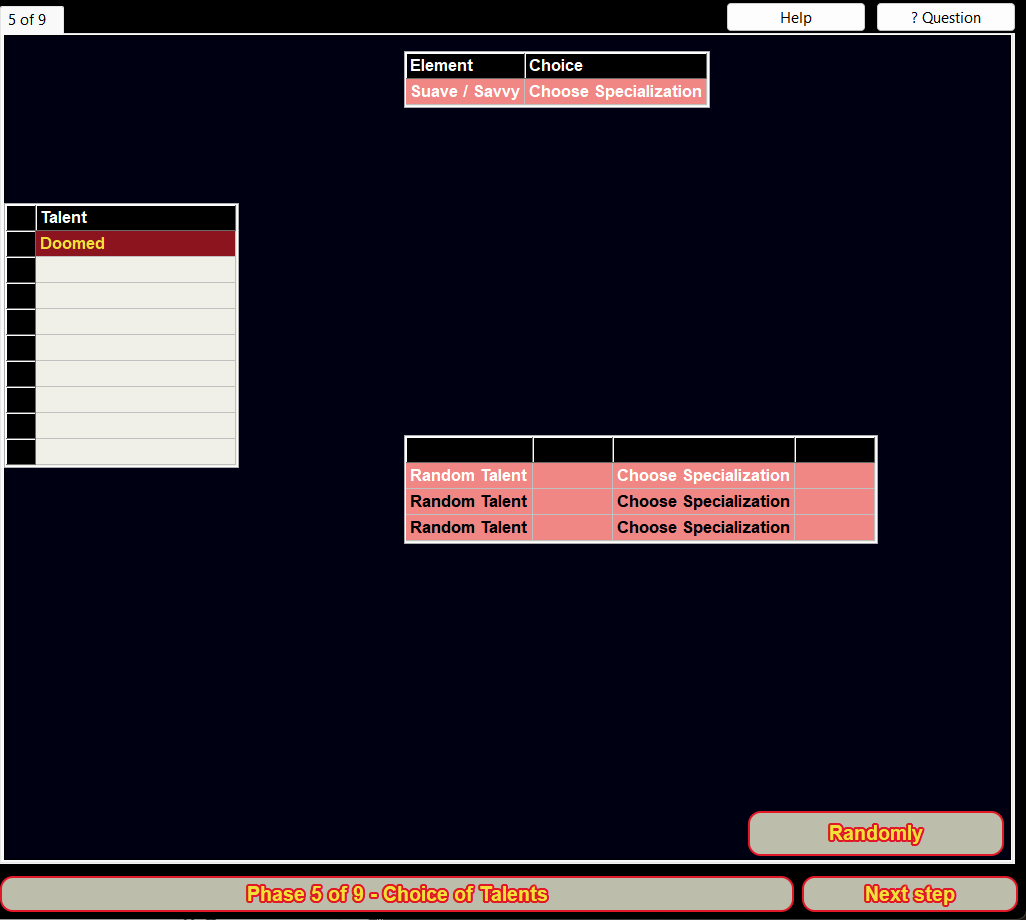 5 of 9
Help
? Question
Element Choice
Suave / Savvy Choose Specialization
Talent
Doomed
Random Talent Choose Specialization
Random Talent Choose Specialization
Random Talent Choose Specialization
Randomly
Phase 5 of 9 - Choice of Talents
Next step